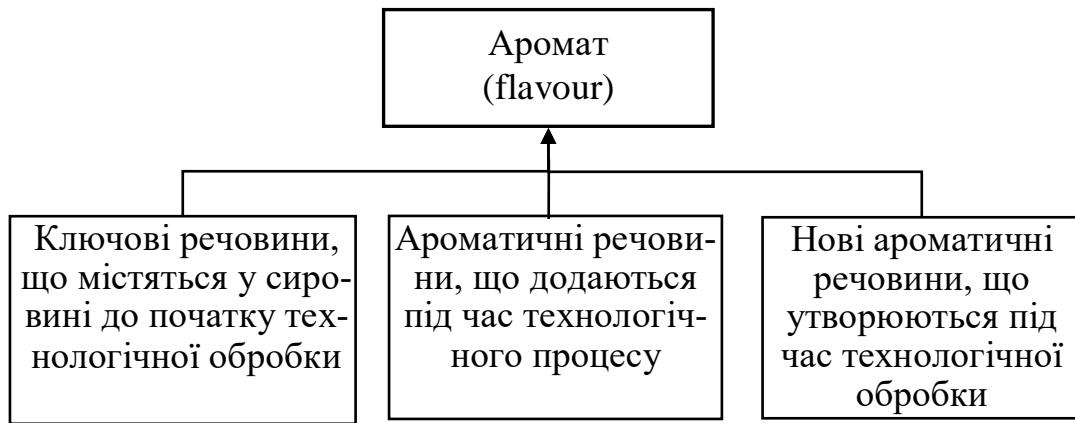 Аромат
(flavour)
Ключові речовини,
що містяться у сиро-
вині до початку тех-
нологічної обробки
Ароматичні речови-
ни, що додаються
під час технологіч-
ного процесу
Нові ароматичні
речовини, що
утворюються під
час технологічної
обробки